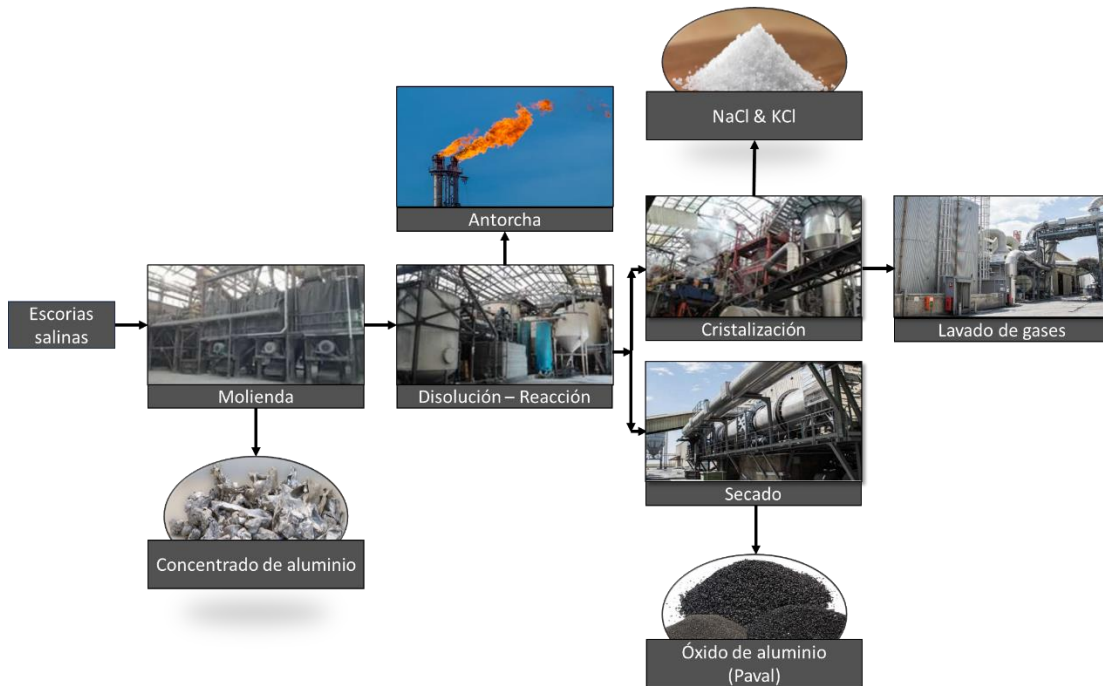 NaCl & KCl
Antorcha
Escorias
salinas
Molienda
Disolución – Reacción
Cristalización
Lavado de gases
Secado
Concentrado de aluminio
Óxido de aluminio
(Paval)